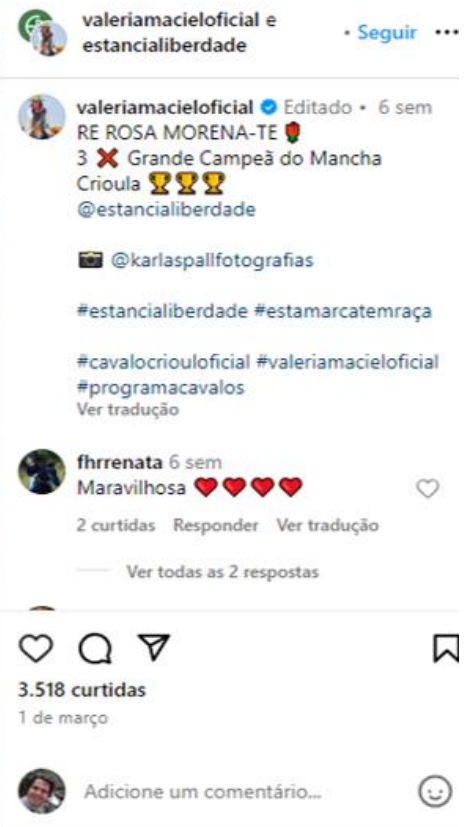 valeriamacieloficial e
estancialiberdade
• Seguir •••
valeriamacieloficial Editado • 6 sem
RE ROSA MORENA-TE 🌹
3 ❌ Grande Campeã do Mancha
Crioula 🏆🏆🏆
@estancialiberdade
📷 @karlaspallfotografias
#estancialiberdade #estamarcatemraça
#cavalocriouloficial #valeriamacieloficial
#programacavalos
Ver tradução
fhrrenata 6 sem
Maravilhosa ❤️❤️❤️❤️
2 curtidas Responder Ver tradução
Ver todas as 2 respostas
3.518 curtidas
1 de março
Adicione um comentário...